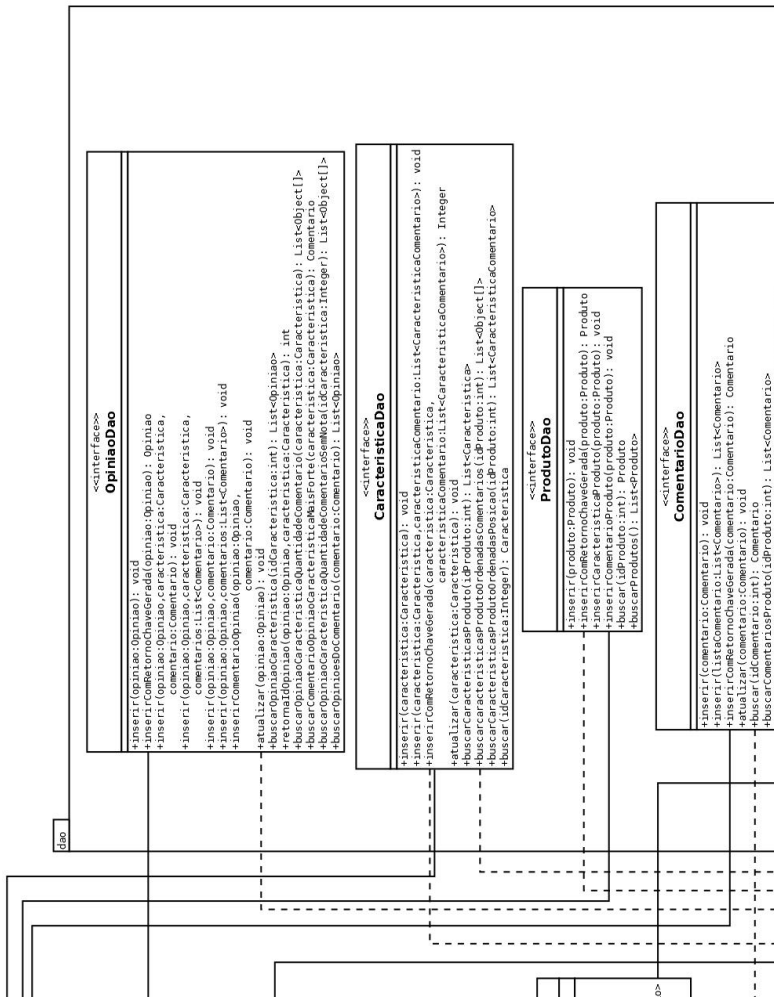 dao
<<interface>>
OpiniaoDao
+inserir(opiniao:Opiniao): void
+inserirComRetornoChaveGerada(opiniao:Opiniao): Opiniao
+inserir(opiniao:Opiniao,caracteristica:Caracteristica,
comentario:Comentario): void
+inserir(opiniao:Opiniao,caracteristica:Caracteristica,
comentarios:List<Comentario>): void
+inserir(opiniao:Opiniao,comentario:Comentario): void
+inserir(opiniao:Opiniao,comentarios:List<Comentario>): void
+inserirComentarioOpiniao(opiniao:Opiniao,
comentario:Comentario): void
+atualizar(opiniao:Opiniao): void
+buscarOpiniaoCaracteristica(idCaracteristica:int): List<Opiniao>
+retornaIdOpiniao(opiniao:Opiniao,caracteristica:Caracteristica): int
+buscarOpiniaoCaracteristicaQuantidadeComentario(caracteristica:Caracteristica): List<Object[]>
+buscarComentarioOpiniaoCaracteristicaMaisForte(caracteristica:Caracteristica): Comentario
+buscarOpiniaoCaracteristicaQuantidadeComentarioSemNota(idCaracteristica:Integer): List<Object[]>
+buscarOpinioesDoComentario(comentario:Comentario): List<Opiniao>
<<interface>>
CaracteristicaDao
+inserir(caracteristica:Caracteristica): void
+inserir(caracteristica:Caracteristica,caracteristicaComentario:List<CaracteristicaComentario>): void
+inserirComRetornoChaveGerada(caracteristica:Caracteristica,
caracteristicaComentario:List<CaracteristicaComentario>): Integer
+atualizar(caracteristica:Caracteristica): void
+buscarCaracteristicasProduto(idProduto:int): List<Caracteristica>
+buscarcaracteristicasProdutoOrdenadasComentarios(idProduto:int): List<Object[]>
+buscarCaracteristicasProdutoOrdenadasPosicao(idProduto:int): List<CaracteristicaComentario>
+buscar(idCaracteristica:Integer): Caracteristica
<<interface>>
ProdutoDao
+inserir(produto:Produto): void
+inserirComRetornoChaveGerada(produto:Produto): Produto
+inserirCaracteristicaProduto(produto:Produto): void
+inserirComentarioProduto(produto:Produto): void
+buscar(idProduto:int): Produto
+buscarProdutos(): List<Produto>
<<interface>>
ComentarioDao
+inserir(comentario:Comentario): void
+inserir(listaComentario:List<Comentario>): List<Comentario>
+inserirComRetornoChaveGerada(comentario:Comentario): Comentario
+atualizar(comentario:Comentario): void
+buscar(idComentario:int): Comentario
+buscarComentariosProduto(idProduto:int): List<Comentario>